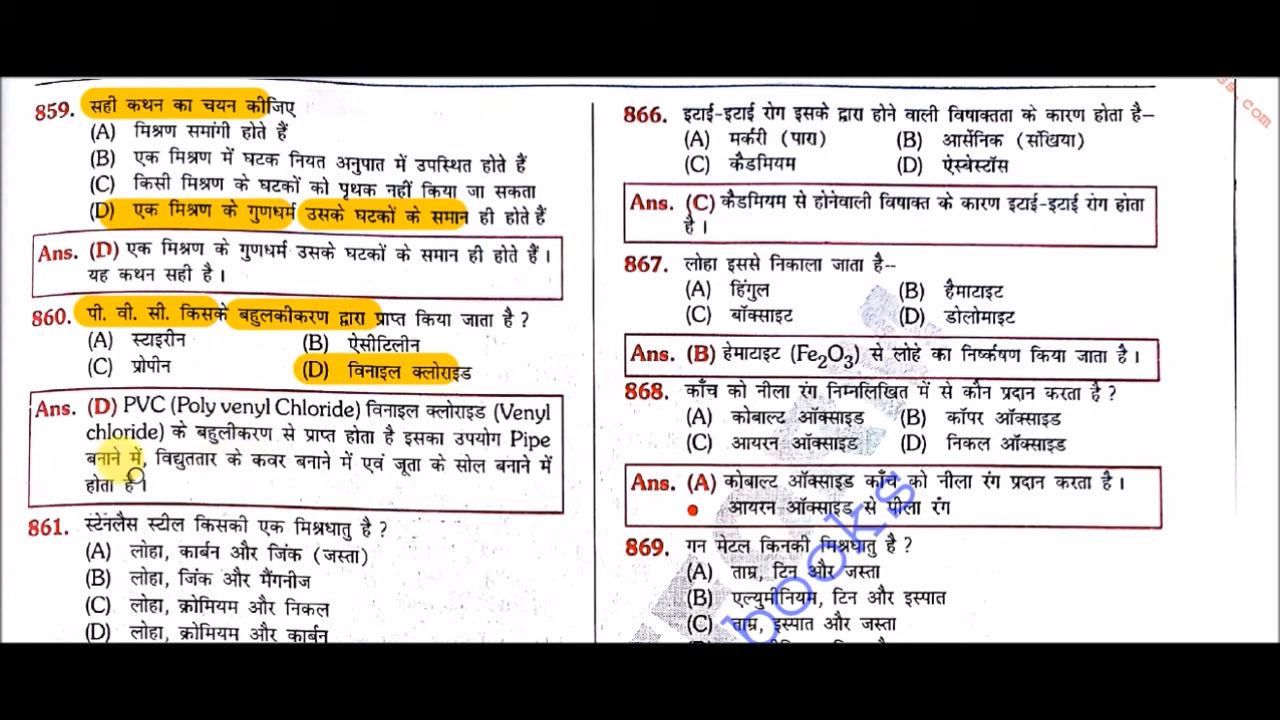 859. सही कथन का चयन कीजिए
(A) मिश्रण समांगी होते हैं
(B) एक मिश्रण में घटक नियत अनुपात में उपस्थित होते हैं
(C) किसी मिश्रण के घटकों को पृथक नहीं किया जा सकता
(D) एक मिश्रण के गुणधर्म उसके घटकों के समान ही होते हैं
Ans. (D) एक मिश्रण के गुणधर्म उसके घटकों के समान ही होते हैं।
यह कथन सही है।
860. पी. वी. सी. किसके बहुलकीकरण द्वारा प्राप्त किया जाता है ?
(A) स्टाइरीन (B) ऐसीटिलीन
(C) प्रोपीन (D) विनाइल क्लोराइड
Ans. (D) PVC (Poly venyl Chloride) विनाइल क्लोराइड (Venyl
chloride) के बहुलीकरण से प्राप्त होता है इसका उपयोग Pipe
बनाने में, विद्युततार के कवर बनाने में एवं जूता के सोल बनाने में
होता है।
861. स्टेनलैस स्टील किसकी एक मिश्रधातु है ?
(A) लोहा, कार्बन और जिंक (जस्ता)
(B) लोहा, जिंक और मैंगनीज
(C) लोहा, क्रोमियम और निकल
(D) लोहा, क्रोमियम और कार्बन
866. इटाई-इटाई रोग इसके द्वारा होने वाली विषाक्तता के कारण होता है–
(A) मर्करी (पारा) (B) आर्सेनिक (संखिया)
(C) कैडमियम (D) ऐस्बेस्टॉस
Ans. (C) कैडमियम से होनेवाली विषाक्त के कारण इटाई-इटाई रोग होता
है।
867. लोहा इससे निकाला जाता है–
(A) हिंगुल (B) हैमाटाइट
(C) बॉक्साइट (D) डोलोमाइट
Ans. (B) हेमाटाइट (Fe₂O₃) से लोहे का निष्कंषण किया जाता है।
868. काँच को नीला रंग निम्नलिखित में से कौन प्रदान करता है ?
(A) कोबाल्ट ऑक्साइड (B) कॉपर ऑक्साइड
(C) आयरन ऑक्साइड (D) निकल ऑक्साइड
Ans. (A) कोबाल्ट ऑक्साइड काँच को नीला रंग प्रदान करता है।
● आयरन ऑक्साइड से पीला रंग
869. गन मेटल किनकी मिश्रधातु है ?
(A) ताम्र, टिन और जस्ता
(B) एल्युमीनियम, टिन और इस्पात
(C) ताम्र, इस्पात और जस्ता
books